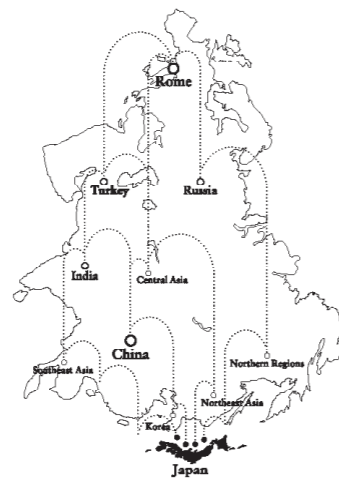 Rome
Turkey
Russia
India
Central Asia
China
Southeast Asia
Northern Regions
Northeast Asia
Korea
Japan